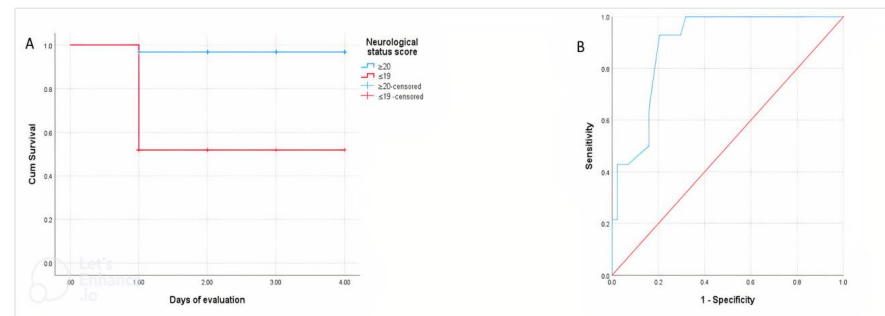 A
Cum Survival
1.0
0.8
0.6
0.4
0.2
0.0
.00
1.00
2.00
3.00
4.00
Days of evaluation
Neurological
status score
≥20
≤19
≥20-censored
≤19 -censored
Let's
Enhance
.io
B
Sensitivity
1.0
0.8
0.6
0.4
0.2
0.0
0.0
0.2
0.4
0.6
0.8
1.0
1 - Specificity